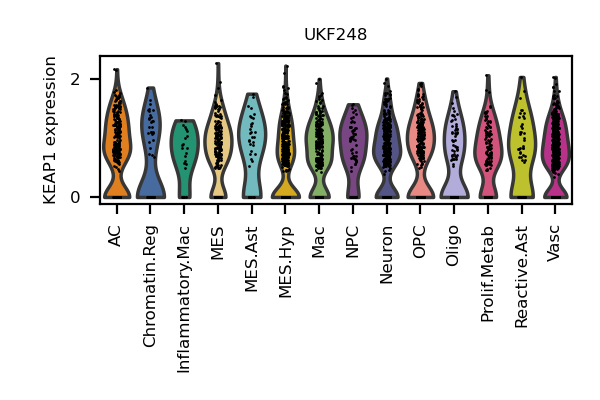 UKF248
KEAP1 expression
2
0
AC
Chromatin.Reg
Inflammatory.Mac
MES
MES.Ast
MES.Hyp
Mac
NPC
Neuron
OPC
Oligo
Prolif.Metab
Reactive.Ast
Vasc